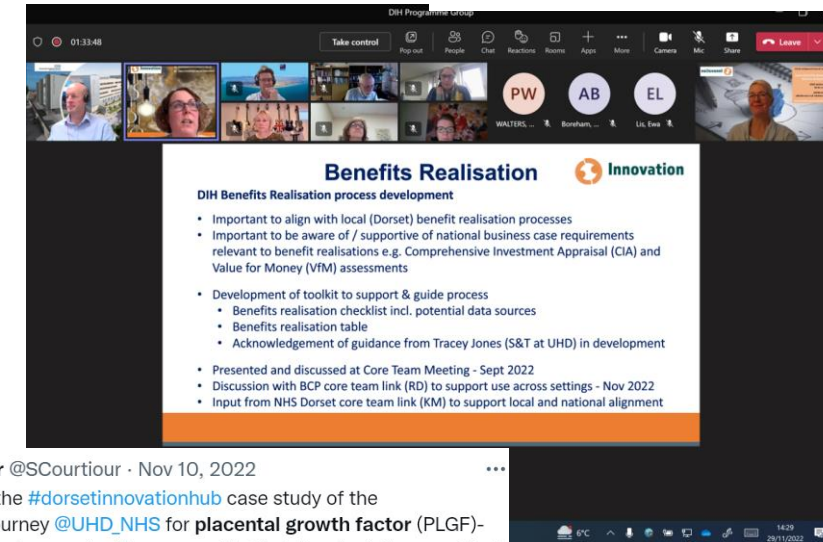 DIH Programme Group
01:33:48
Take control
Pop out
People
Chat
Reactions
Rooms
Apps
More
Camera
Mic
Share
Leave
PW
AB
EL
WALTERS, ...
Boreham, ...
Lis, Ewa
Benefits Realisation
Innovation
DIH Benefits Realisation process development
• Important to align with local (Dorset) benefit realisation processes
• Important to be aware of / supportive of national business case requirements
relevant to benefit realisations e.g. Comprehensive Investment Appraisal (CIA) and
Value for Money (VfM) assessments
• Development of toolkit to support & guide process
• Benefits realisation checklist incl. potential data sources
• Benefits realisation table
• Acknowledgement of guidance from Tracey Jones (S&T at UHD) in development
• Presented and discussed at Core Team Meeting - Sept 2022
• Discussion with BCP core team link (RD) to support use across settings - Nov 2022
• Input from NHS Dorset core team link (KM) to support local and national alignment
r @SCourtiour · Nov 10, 2022
the #dorsetinnovationhub case study of the
urney @UHD_NHS for placental growth factor (PLGF)-
6°C
14:29
29/11/2022